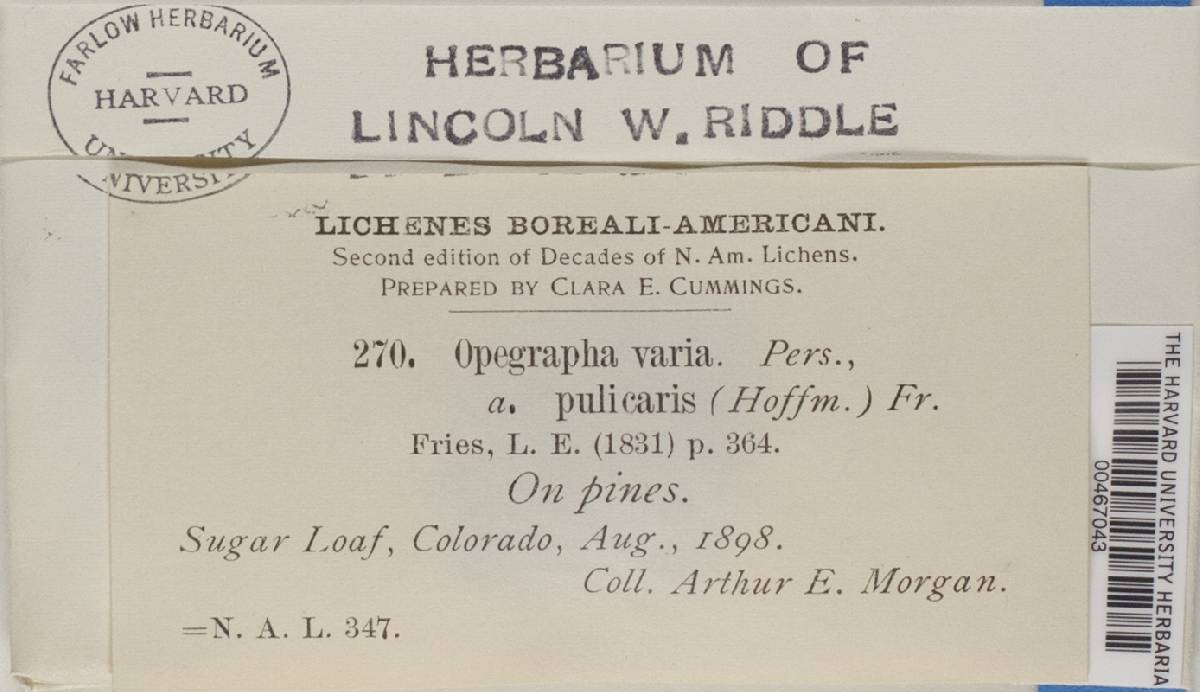 FARLOW HERBARIUM
HARVARD
UNIVERSITY
HERBARIUM OF
LINCOLN W. RIDDLE
LICHENES BOREALI-AMERICANI.
Second edition of Decades of N. Am. Lichens.
PREPARED BY CLARA E. CUMMINGS.
270. Opegrapha varia. Pers.,
a. pulicaris (Hoffm.) Fr.
Fries, L. E. (1831) p. 364.
On pines.
Sugar Loaf, Colorado, Aug., 1898.
Coll. Arthur E. Morgan.
=N. A. L. 347.
THE HARVARD UNIVERSITY HERBARIA
00467043